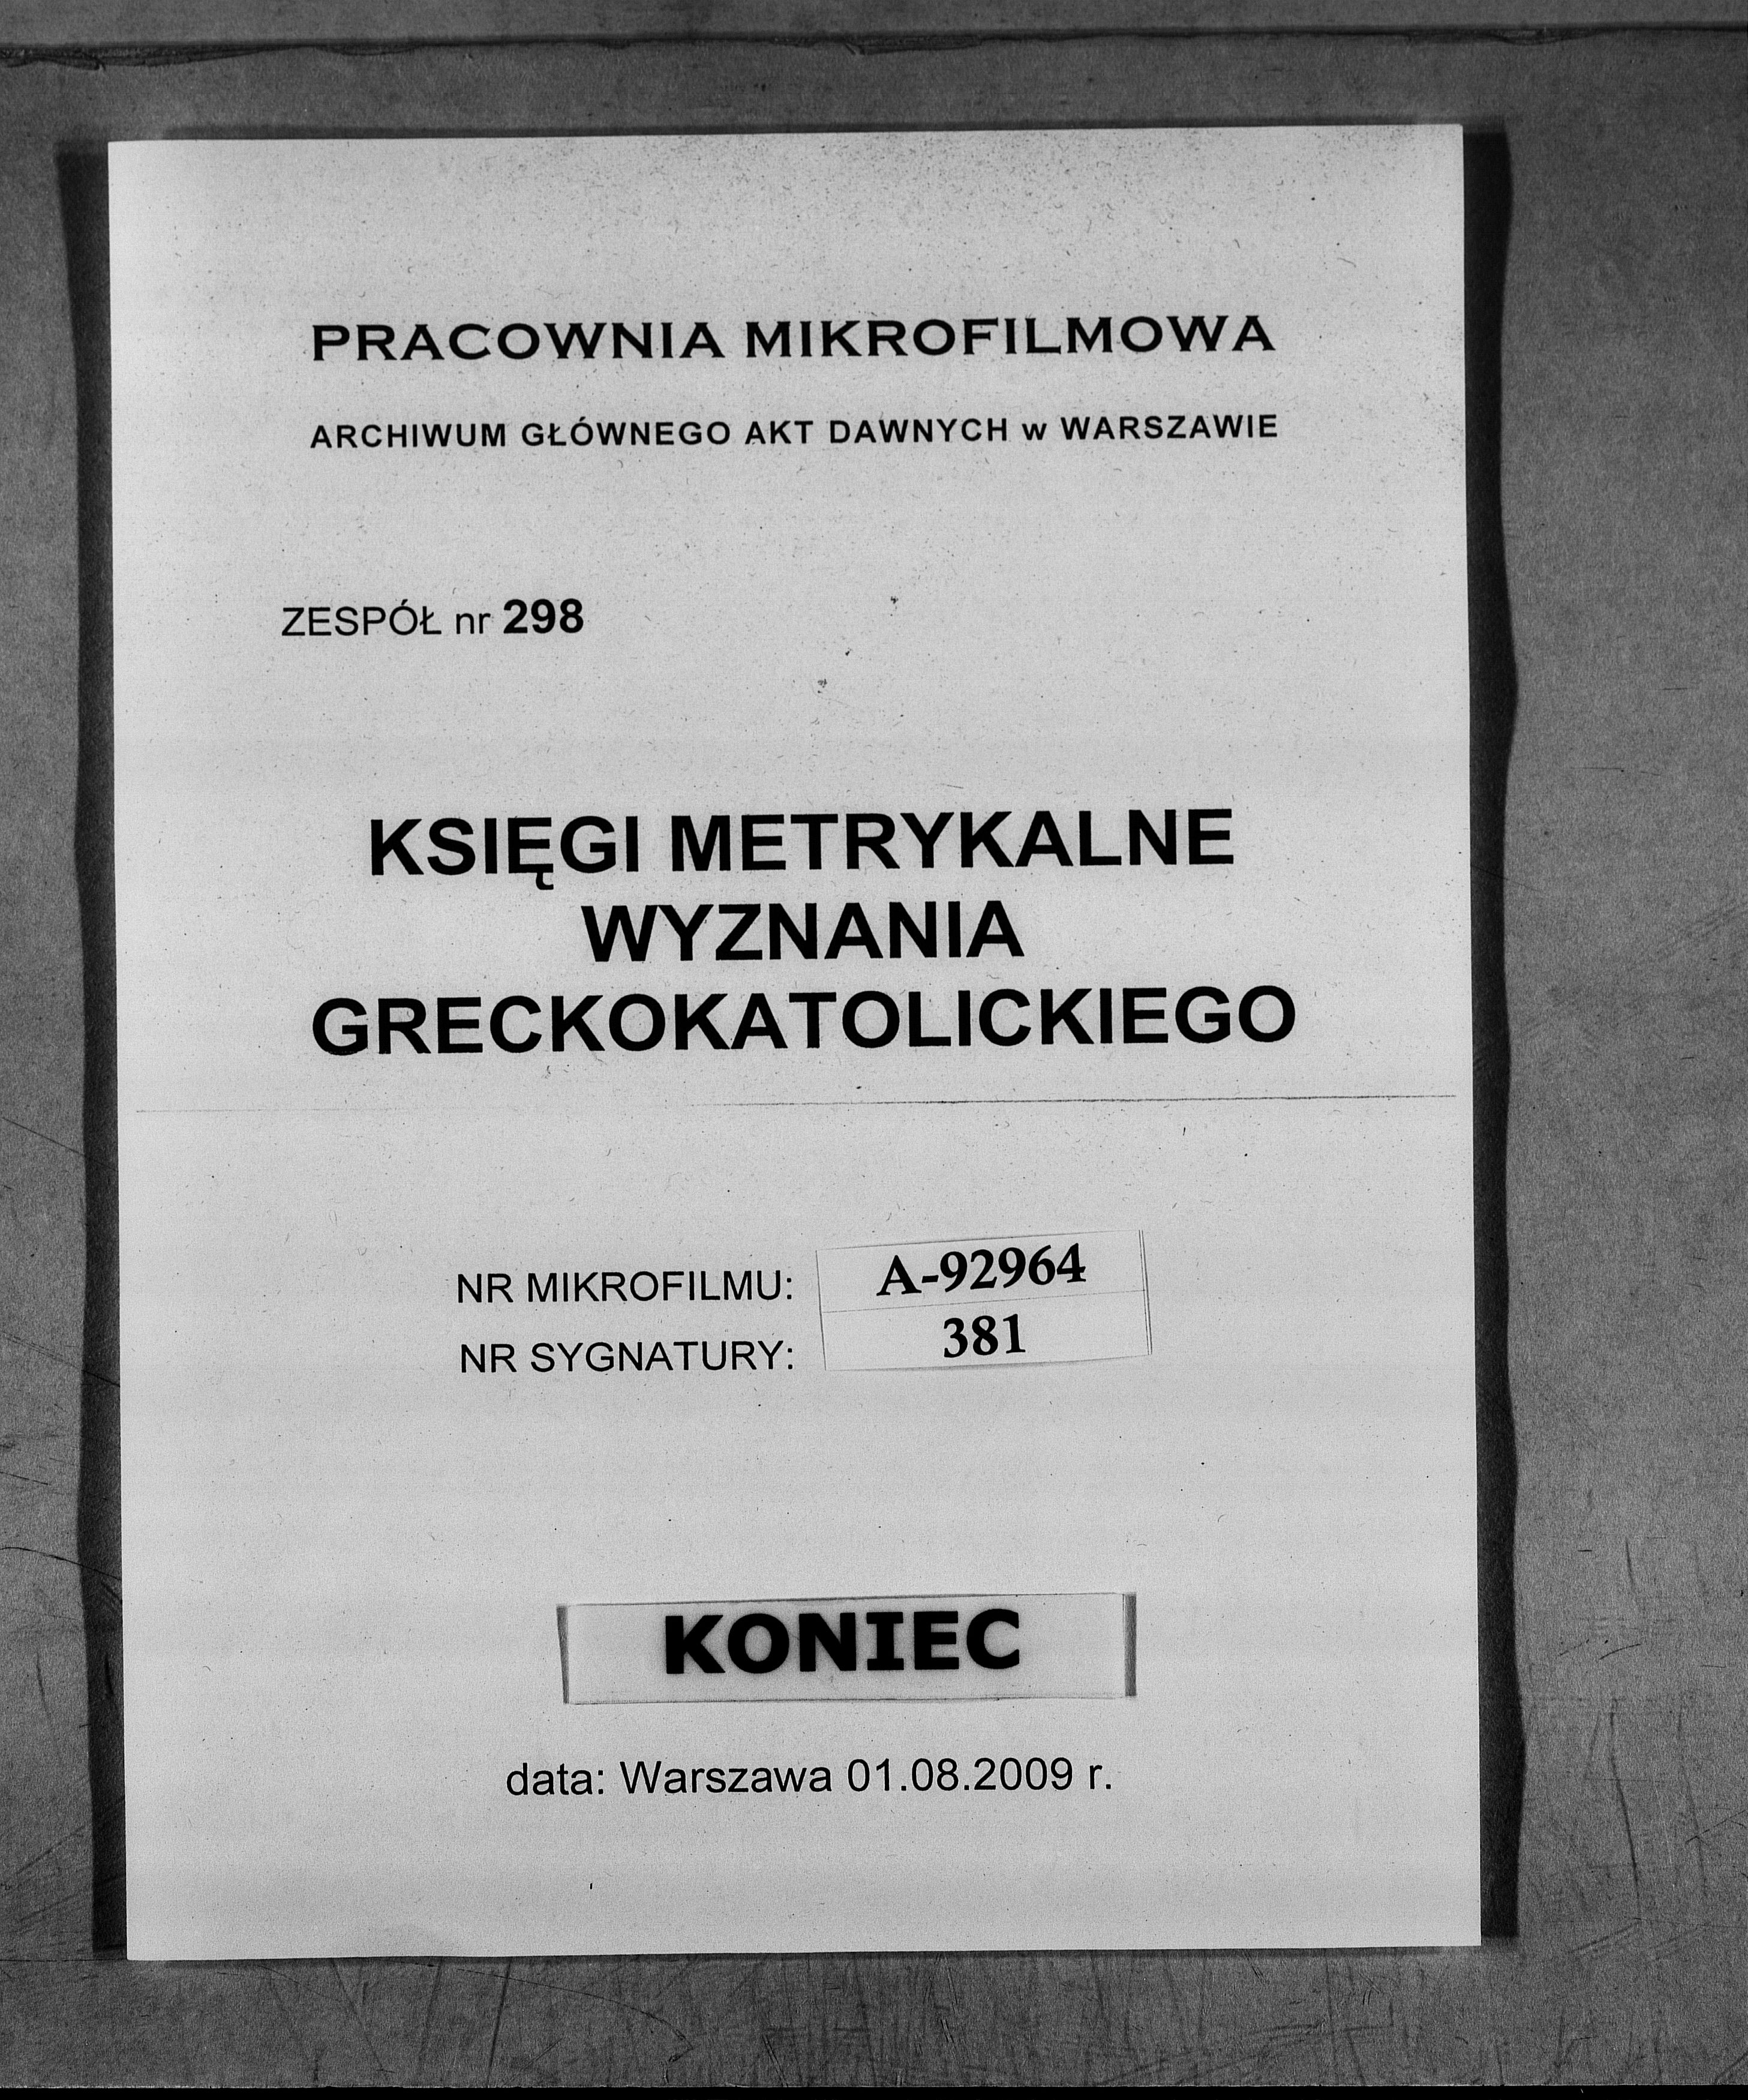 PRACOWNIA MIKROFILMOWA
ARCHIWUM GŁÓWNEGO AKT DAWNYCH w WARSZAWIE
ZESPÓŁ nr 298
KSIĘGI METRYKALNE
WYZNANIA
GRECKOKATOLICKIEGO
NR MIKROFILMU: A-92964
NR SYGNATURY: 381
KONIEC
data: Warszawa 01.08.2009 r.